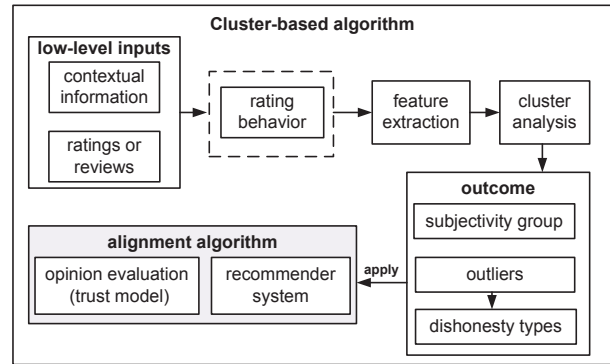 Cluster-based algorithm
low-level inputs
contextual
information
ratings or
reviews
rating
behavior
feature
extraction
cluster
analysis
outcome
subjectivity group
outliers
dishonesty types
apply
alignment algorithm
opinion evaluation
(trust model)
recommender
system